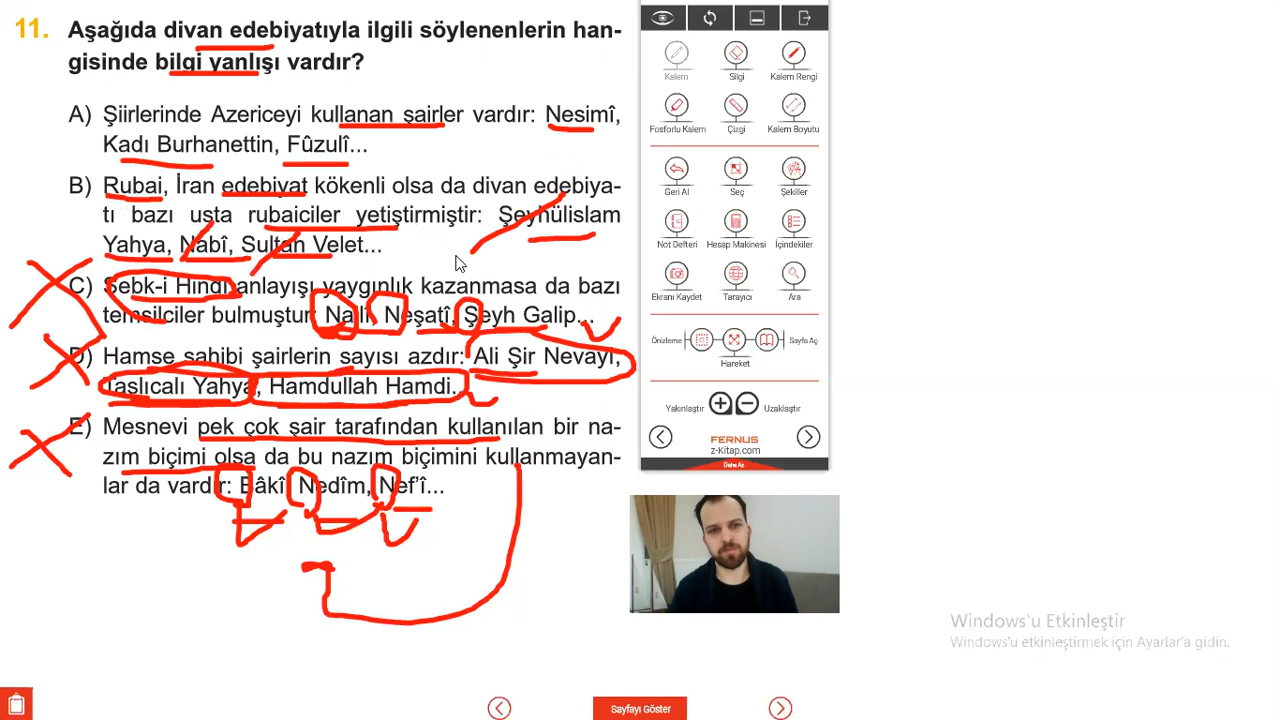 11. Aşağıda divan edebiyatıyla ilgili söylenenlerin han-
gisinde bilgi yanlışı vardır?
A) Şiirlerinde Azericeyi kullanan şairler vardır: Nesimî,
Kadı Burhanettin, Fûzulî...
B) Rubai, İran edebiyat kökenli olsa da divan edebiya-
tı bazı usta rubaiciler yetiştirmiştir: Şeyhülislam
Yahya, Nabî, Sultan Velet...
C) Sebk-i Hindi anlayışı yaygınlık kazanmasa da bazı
temsilciler bulmuştur: Nailî, Neşatî, Şeyh Galip...
D) Hamse sahibi şairlerin sayısı azdır: Ali Şir Nevayî,
Taşlıcalı Yahya, Hamdullah Hamdi...
E) Mesnevi pek çok şair tarafından kullanılan bir na-
zım biçimi olsa da bu nazım biçimini kullanmayan-
lar da vardır: Bâkî, Nedîm, Nef'î...
Kalem Silgi Kalem Rengi
Fosforlu Kalem Çizgi Kalem Boyutu
Geri Al Seç Şekiller
Not Defteri Hesap Makinesi İçindekiler
Ekranı Kaydet Tarayıcı Ara
Önizleme Sayfa Aç
Hareket
Yakınlaştır Uzaklaştır
FERNUS
z-Kitap.com
Daha Az
Windows'u Etkinleştir
Windows'u etkinleştirmek için Ayarlar'a gidin.
Sayfayı Göster